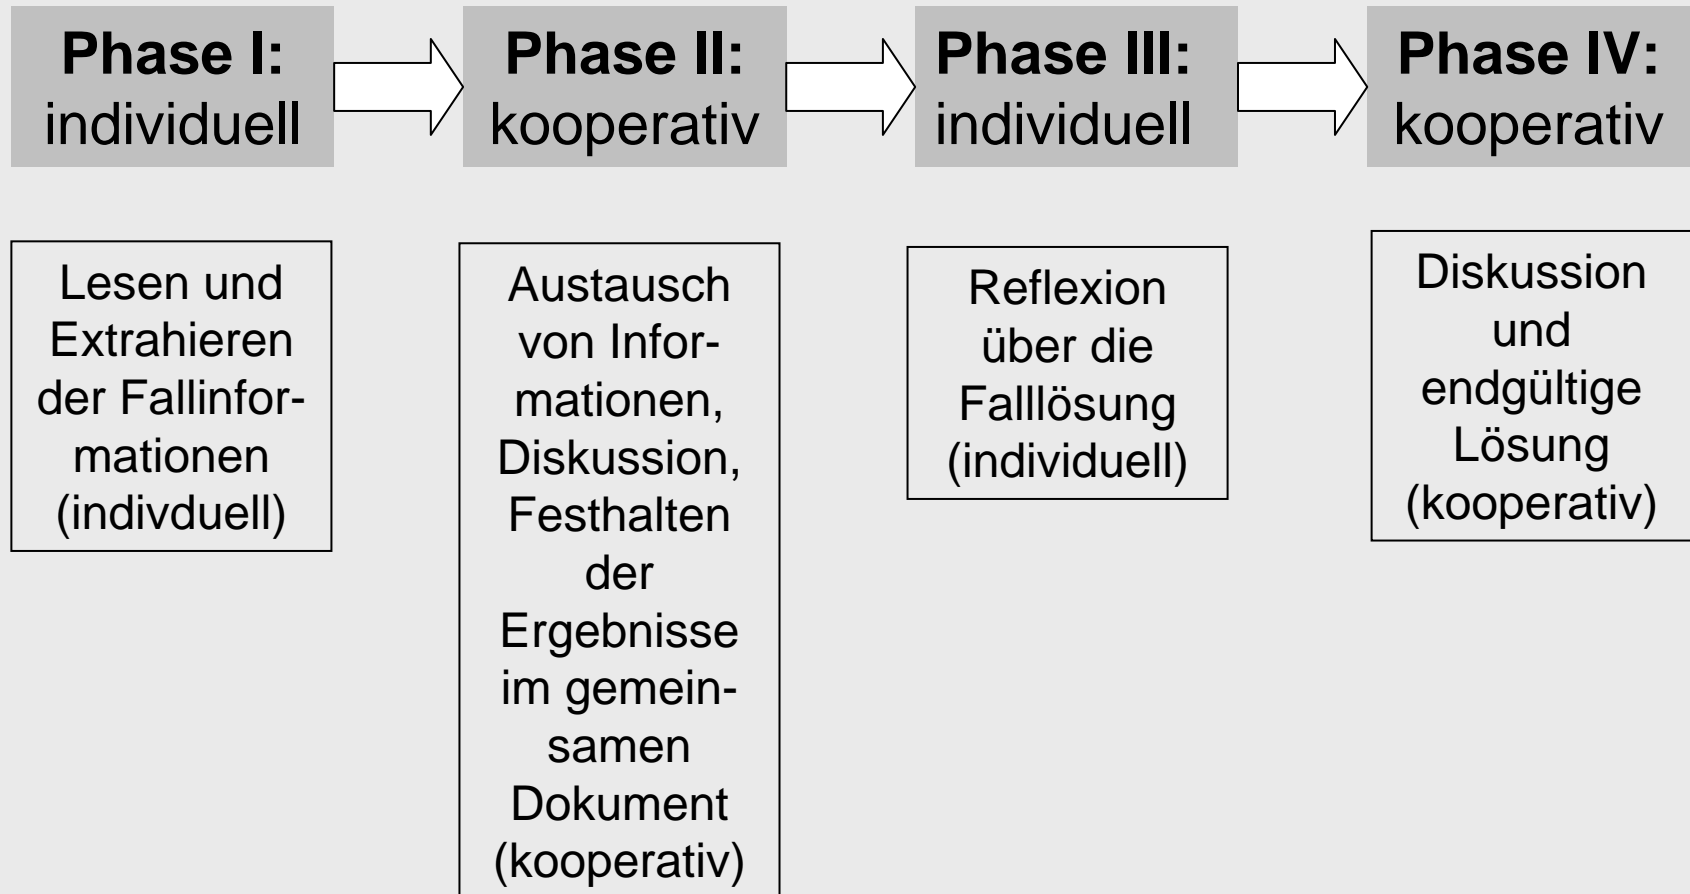 Phase I:
individuell
Phase II:
kooperativ
Phase III:
individuell
Phase IV:
kooperativ
Lesen und
Extrahieren
der Fallinfor-
mationen
(indivduell)
Austausch
von Infor-
mationen,
Diskussion,
Festhalten
der
Ergebnisse
im gemein-
samen
Dokument
(kooperativ)
Reflexion
über die
Falllösung
(individuell)
Diskussion
und
endgültige
Lösung
(kooperativ)